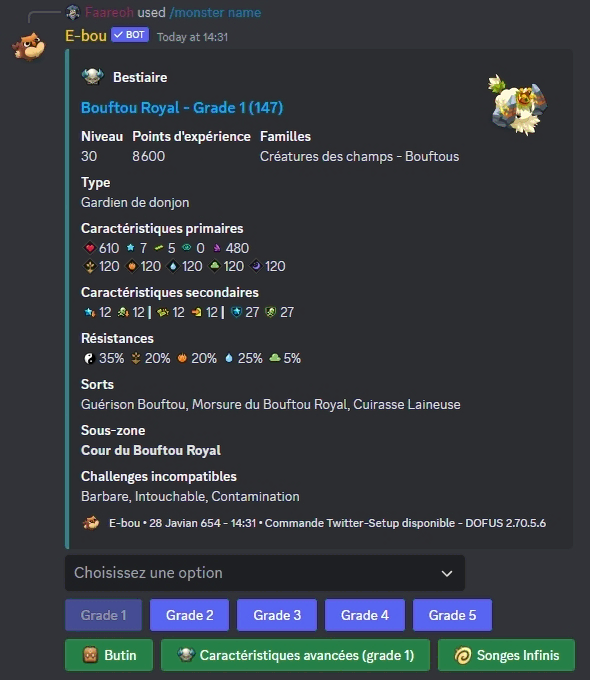 Faareoh used /monster name
E-bou ✓ BOT Today at 14:31
Bestiaire
Bouftou Royal - Grade 1 (147)
Niveau Points d'expérience Familles
30 8 600 Créatures des champs - Bouftous
Type
Gardien de donjon
Caractéristiques primaires
610 7 5 0 480
120 120 120 120 120
Caractéristiques secondaires
12 12 | 12 12 | 27 27
Résistances
35% 20% 20% 25% 5%
Sorts
Guérison Bouftou, Morsure du Bouftou Royal, Cuirasse Laineuse
Sous-zone
Cour du Bouftou Royal
Challenges incompatibles
Barbare, Intouchable, Contamination
E-bou • 28 Javian 654 - 14:31 • Commande Twitter-Setup disponible - DOFUS 2.70.5.6
Choisissez une option
Grade 1 Grade 2 Grade 3 Grade 4 Grade 5
Butin Caractéristiques avancées (grade 1) Songes Infinis